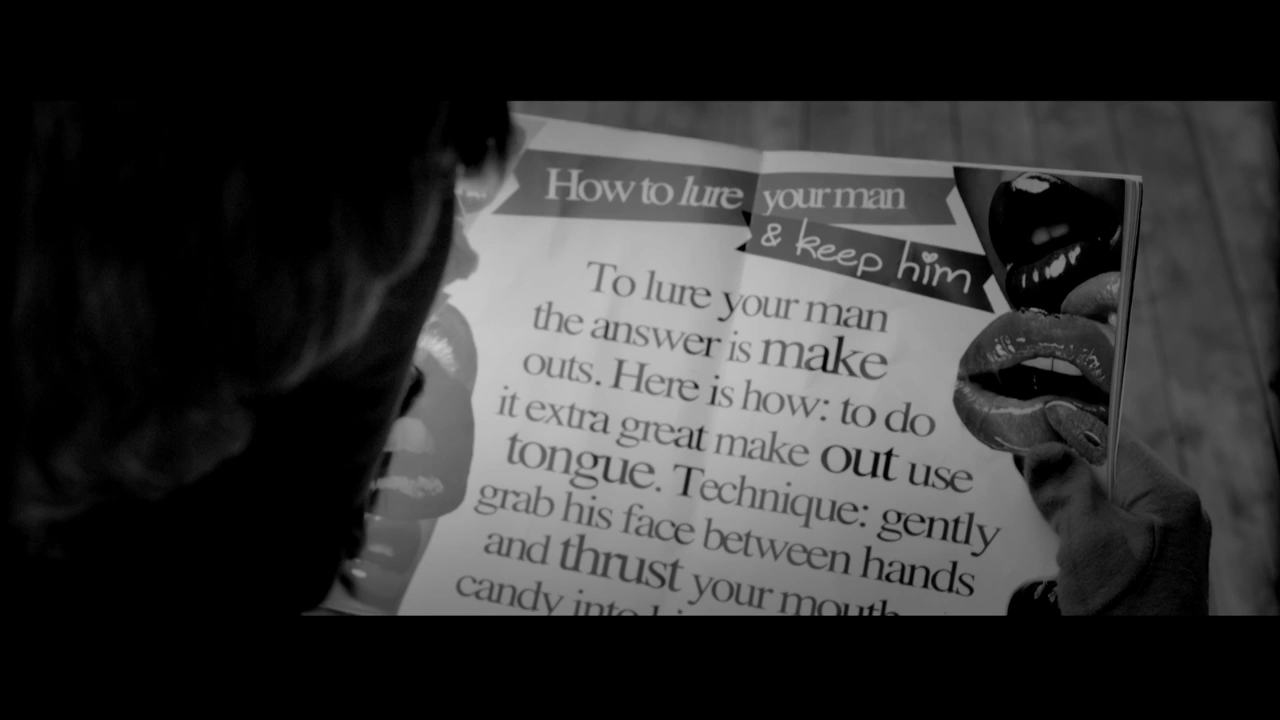 How to lure your man
& keep him
To lure your man
the answer is make
outs. Here is how: to do
it extra great make out use
tongue. Technique: gently
grab his face between hands
and thrust your mouth
candy into